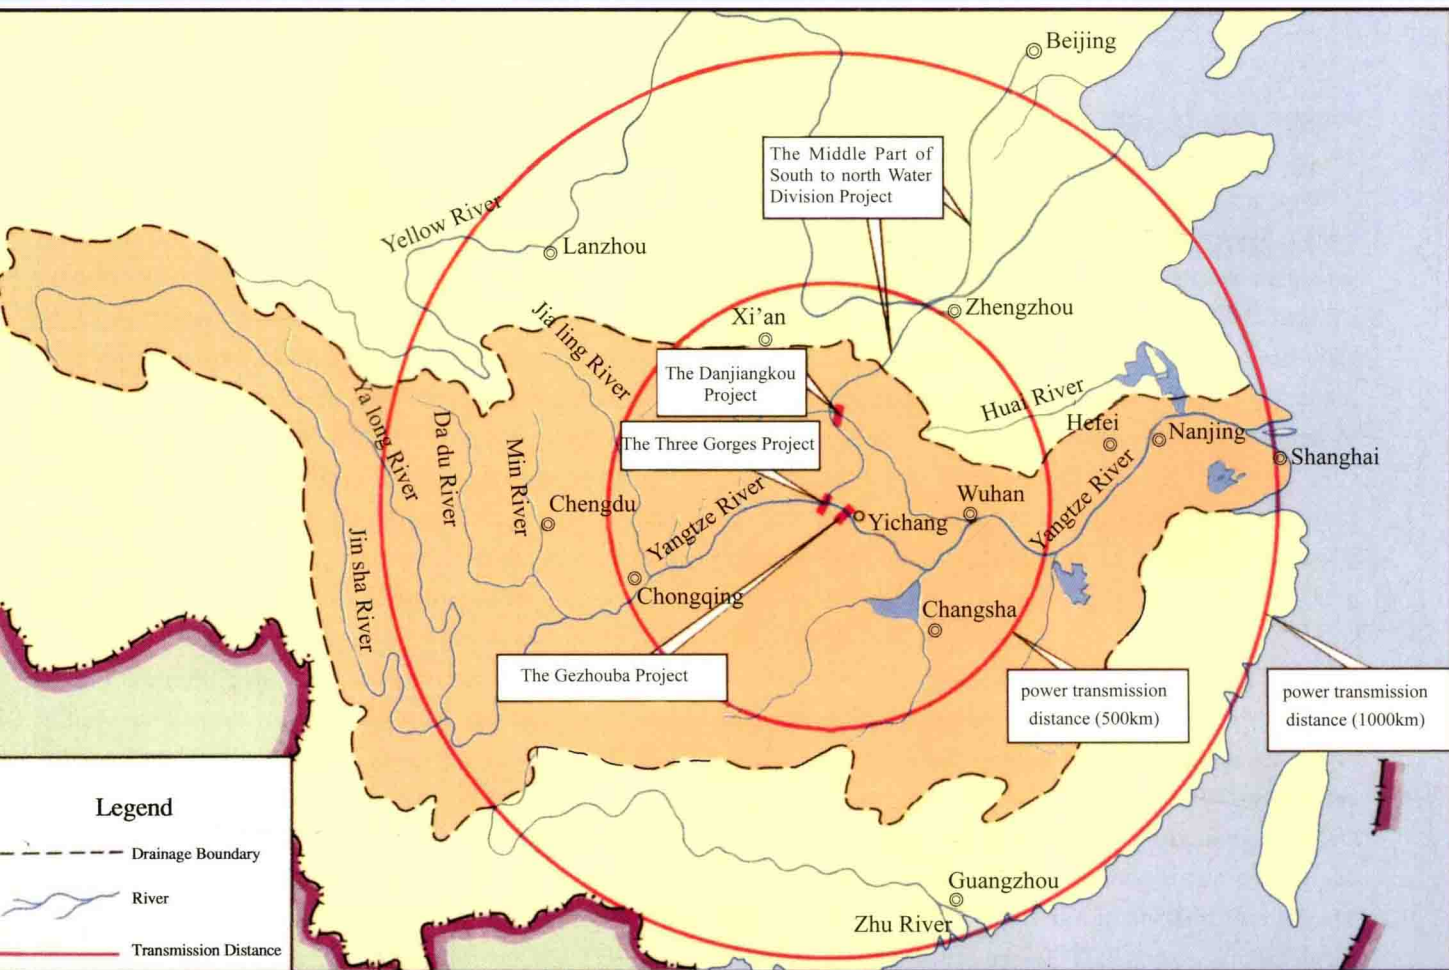 Beijing
The Middle Part of
South to north Water
Division Project
Yellow River
Lanzhou
Zhengzhou
Xi’an
Jia ling River
The Danjiangkou
Project
Huai River
Hefei
Nanjing
Shanghai
The Three Gorges Project
Ya long River
Da du River
Min River
Chengdu
Yangtze River
Yichang
Wuhan
Yangtze River
Jin sha River
Chongqing
Changsha
The Gezhouba Project
power transmission
distance (500km)
power transmission
distance (1000km)
Guangzhou
Zhu River
Legend
Drainage Boundary
River
Transmission Distance